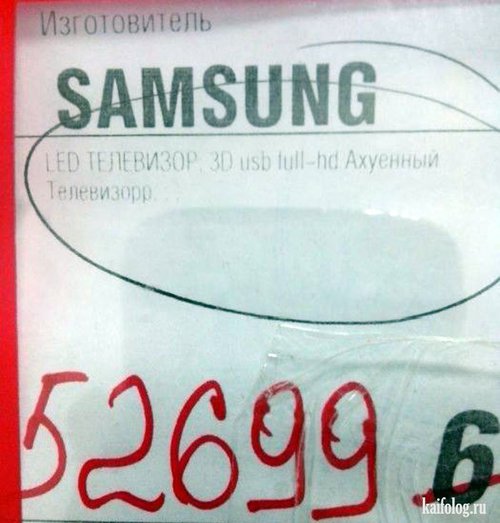 Изготовитель
SAMSUNG
LED ТЕЛЕВИЗОР, 3D usb full-hd Ахуенный
Телевизорр
52699 6
kaifolog.ru